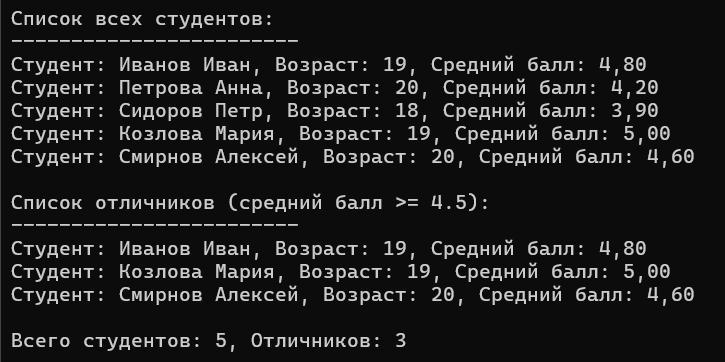 Список всех студентов:
------------------------
Студент: Иванов Иван, Возраст: 19, Средний балл: 4,80
Студент: Петрова Анна, Возраст: 20, Средний балл: 4,20
Студент: Сидоров Петр, Возраст: 18, Средний балл: 3,90
Студент: Козлова Мария, Возраст: 19, Средний балл: 5,00
Студент: Смирнов Алексей, Возраст: 20, Средний балл: 4,60
Список отличников (средний балл >= 4.5):
------------------------
Студент: Иванов Иван, Возраст: 19, Средний балл: 4,80
Студент: Козлова Мария, Возраст: 19, Средний балл: 5,00
Студент: Смирнов Алексей, Возраст: 20, Средний балл: 4,60
Всего студентов: 5, Отличников: 3